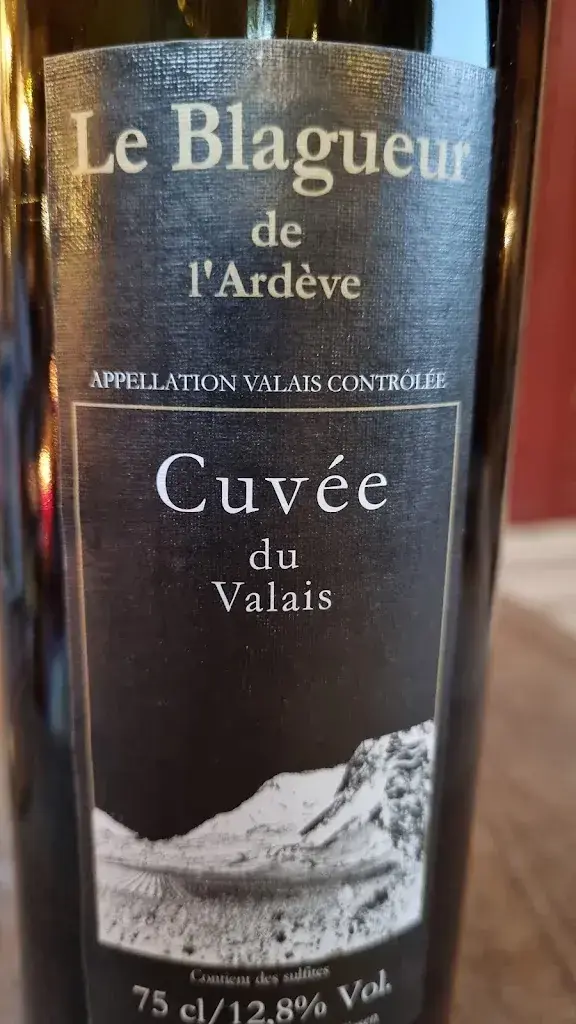 Le Blagueur
de
l'Ardève
APPELLATION VALAIS CONTRÔLÉE
Cuvée
du
Valais
Contient des sulfites
75 cl/12,8% Vol.